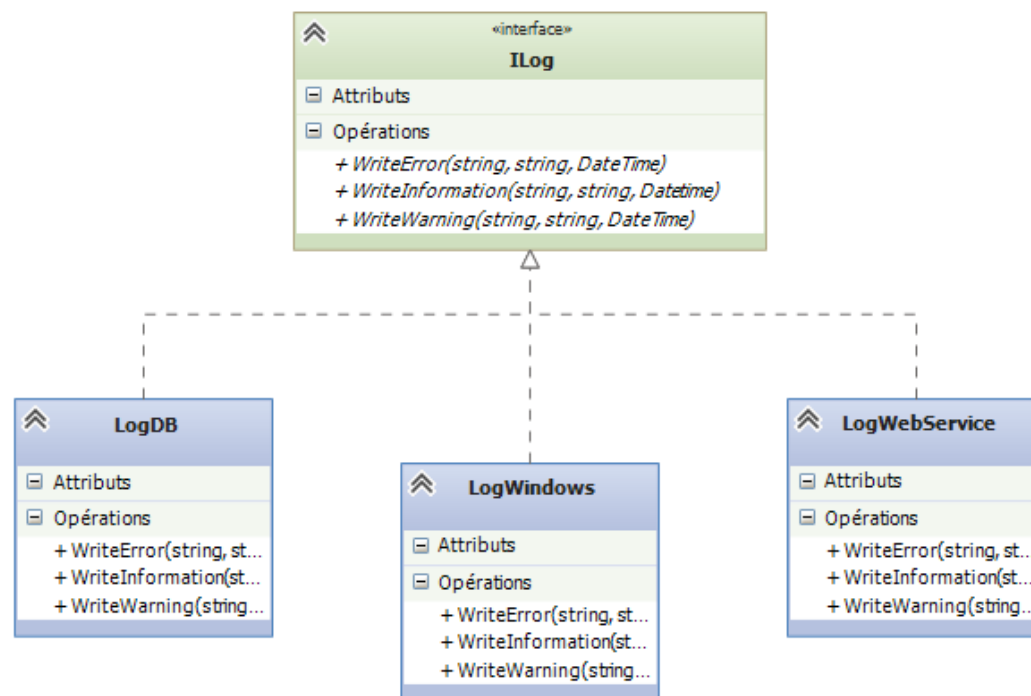 «interface»
ILog
Attributs
Opérations
+ WriteError(string, string, DateTime)
+ WriteInformation(string, string, Datetime)
+ WriteWarning(string, string, DateTime)
LogDB
Attributs
Opérations
+ WriteError(string, st...
+ WriteInformation(st...
+ WriteWarning(string...
LogWindows
Attributs
Opérations
+ WriteError(string, st...
+ WriteInformation(st...
+ WriteWarning(string...
LogWebService
Attributs
Opérations
+ WriteError(string, st...
+ WriteInformation(st...
+ WriteWarning(string...